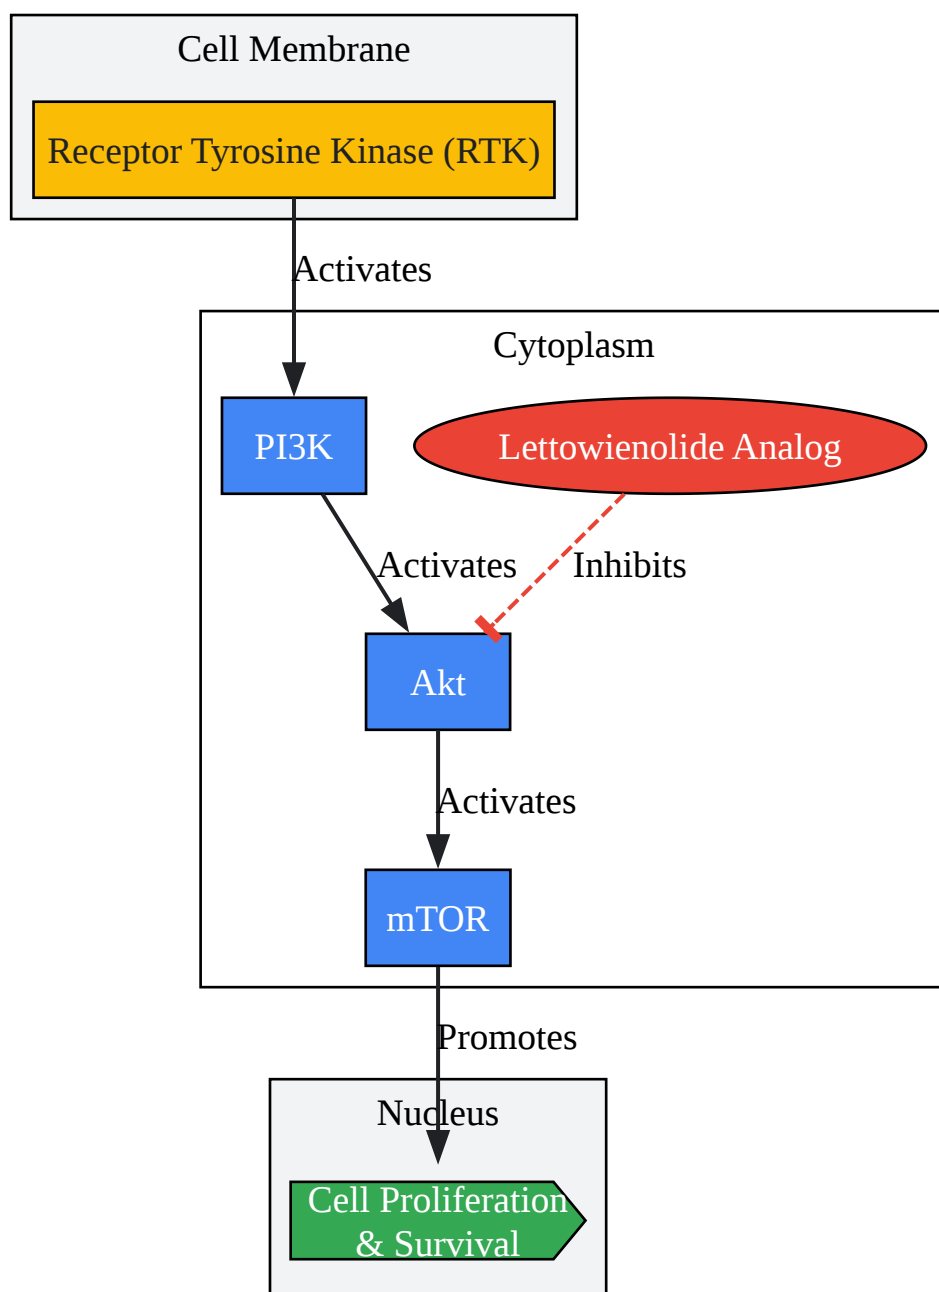 Cell Membrane
Receptor Tyrosine Kinase (RTK)
Activates
Cytoplasm
PI3K
Lettowienolide Analog
Activates
Inhibits
Akt
Activates
mTOR
Promotes
Nucleus
Cell Proliferation
& Survival